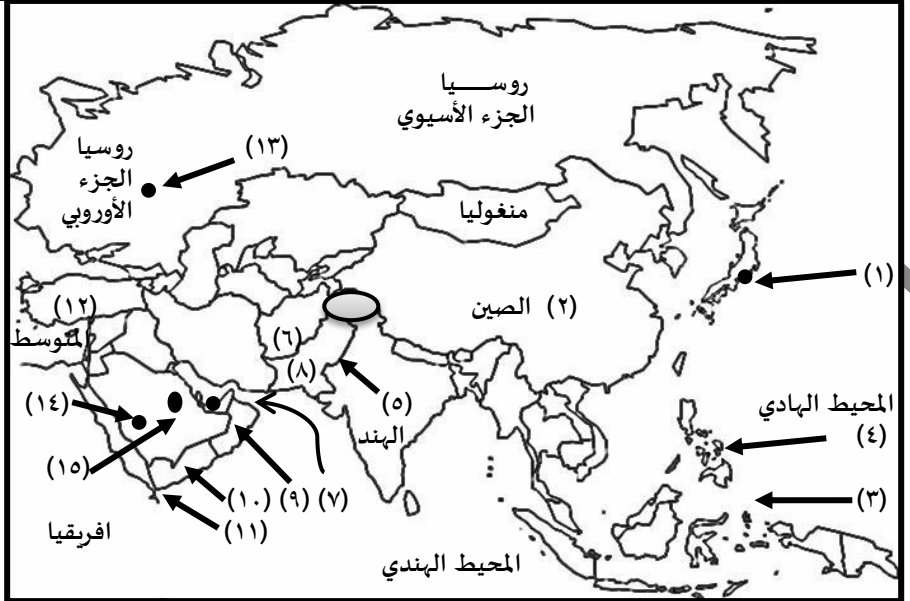 روســـــيا
الجزء الأسيوي
روسيا
الجزء
الأوروبي
(١٣)
منغوليا
(١)
(٢) الصين
(١٢)
المتوسط
(٦)
(٨)
(٥)
(١٤)
المحيط الهادي
(٤)
الهند
(١٥)
(١٠) (٩) (٧)
(٣)
(١١)
افريقيا
المحيط الهندي